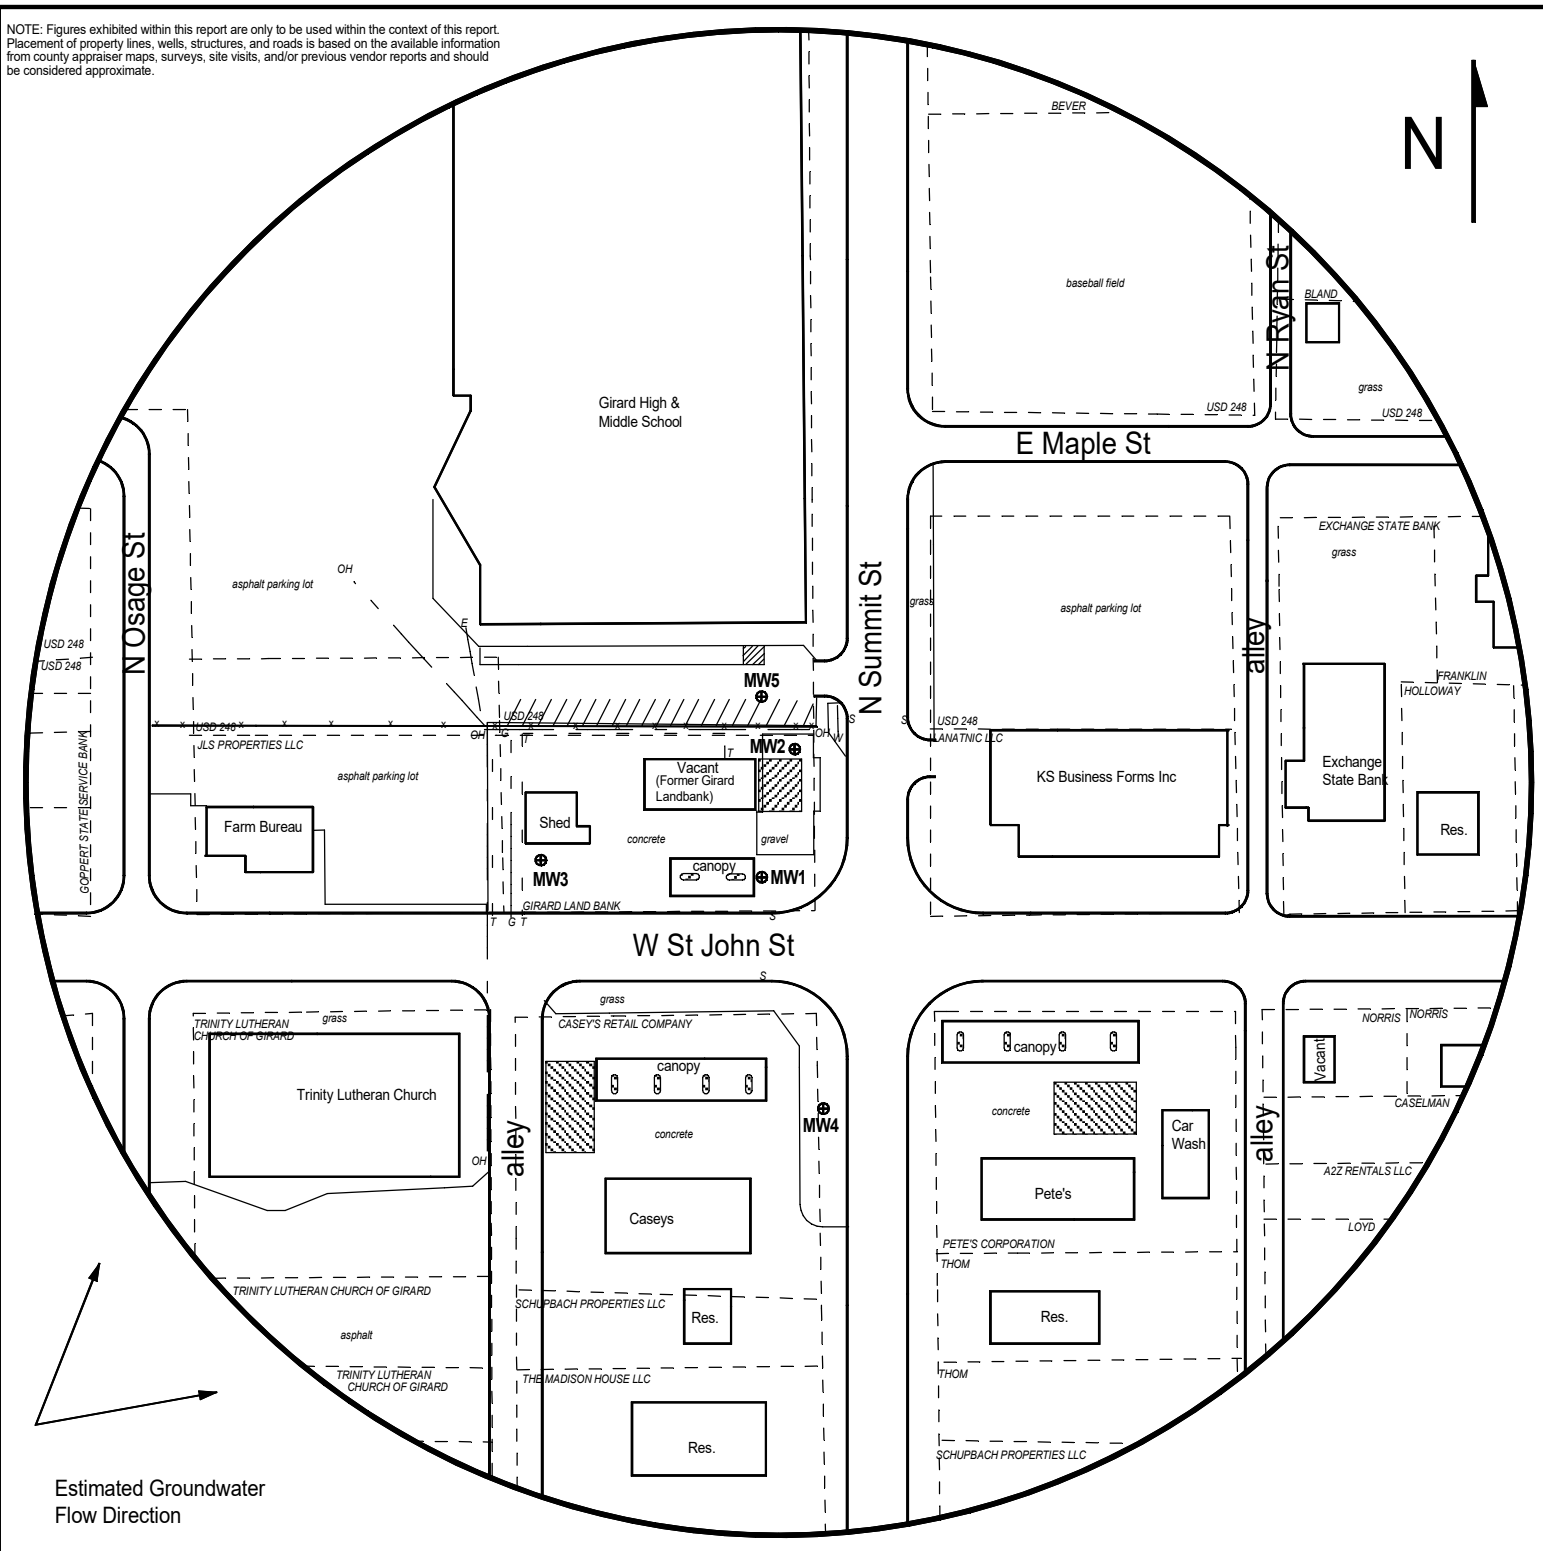 NOTE: Figures exhibited within this report are only to be used within the context of this report.
Placement of property lines, wells, structures, and roads is based on the available information
from county appraiser maps, surveys, site visits, and/or previous vendor reports and should
be considered approximate.
N
BEVER
N Ryan St
baseball field
BLAND
grass
USD 248
USD 248
Girard High &
Middle School
E Maple St
N Osage St
asphalt parking lot
OH
E
USD 248
USD 248
GOPPERT STATE SERVICE BANK
N Summit St
grass
asphalt parking lot
alley
EXCHANGE STATE BANK
grass
FRANKLIN
HOLLOWAY
MW5
USD 248
x x x x x x x x x x x x x x
USD 248
JLS PROPERTIES LLC
OH
G
T
T
OH
W
S
S
USD 248
LANATNIC LLC
MW2
asphalt parking lot
Vacant
(Former Girard
Landbank)
KS Business Forms Inc
Exchange
State Bank
Res.
Farm Bureau
Shed
concrete
gravel
canopy
MW1
MW3
GIRARD LAND BANK
T
G
T
S
W St John St
S
grass
TRINITY LUTHERAN
CHURCH OF GIRARD
grass
CASEY'S RETAIL COMPANY
canopy
canopy
NORRIS
NORRIS
Vacant
CASELMAN
Trinity Lutheran Church
concrete
MW4
concrete
Car
Wash
alley
alley
OH
A2Z RENTALS LLC
Pete's
Caseys
LOYD
PETE'S CORPORATION
THOM
TRINITY LUTHERAN CHURCH OF GIRARD
SCHUPBACH PROPERTIES LLC
Res.
Res.
asphalt
TRINITY LUTHERAN
CHURCH OF GIRARD
THE MADISON HOUSE LLC
THOM
Res.
SCHUPBACH PROPERTIES LLC
Estimated Groundwater
Flow Direction